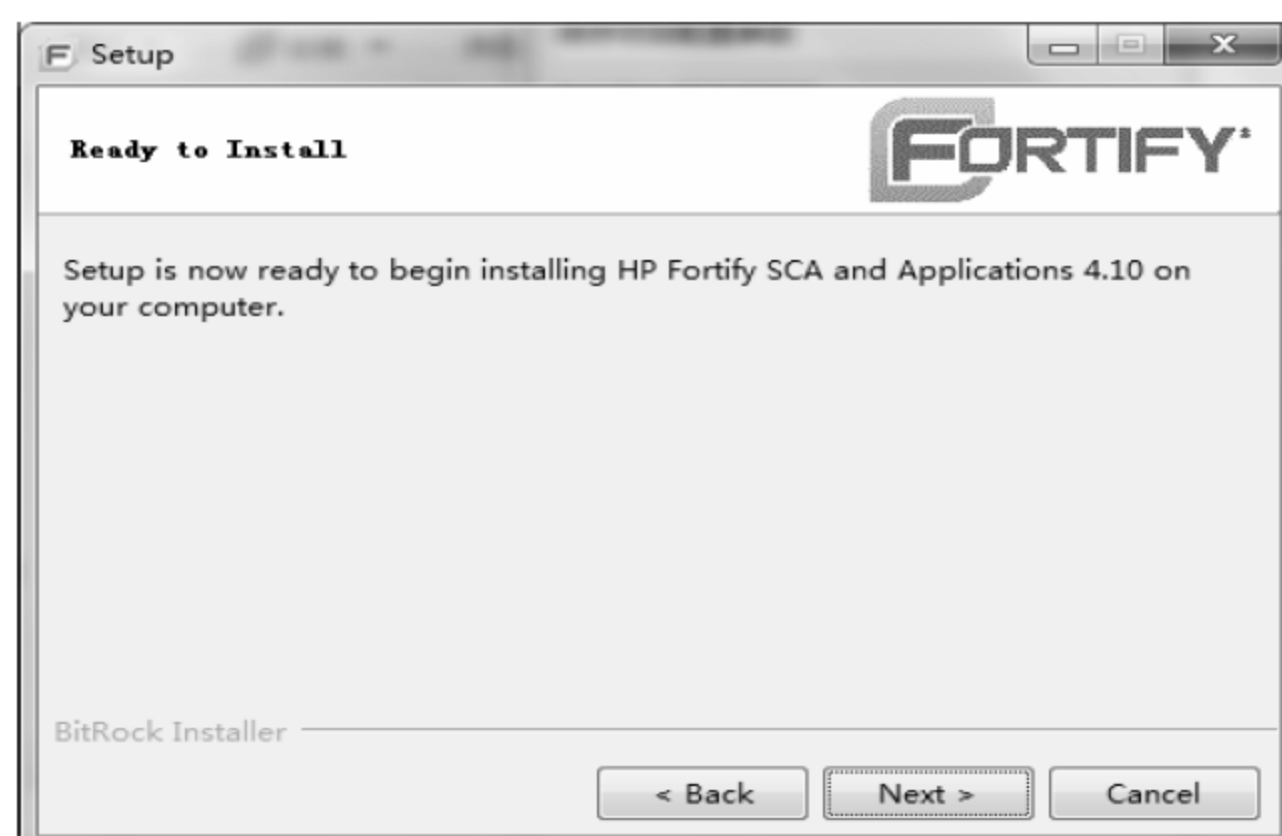 Setup
Ready to Install
FORTIFY
Setup is now ready to begin installing HP Fortify SCA and Applications 4.10 on
your computer.
BitRock Installer
< Back
Next >
Cancel